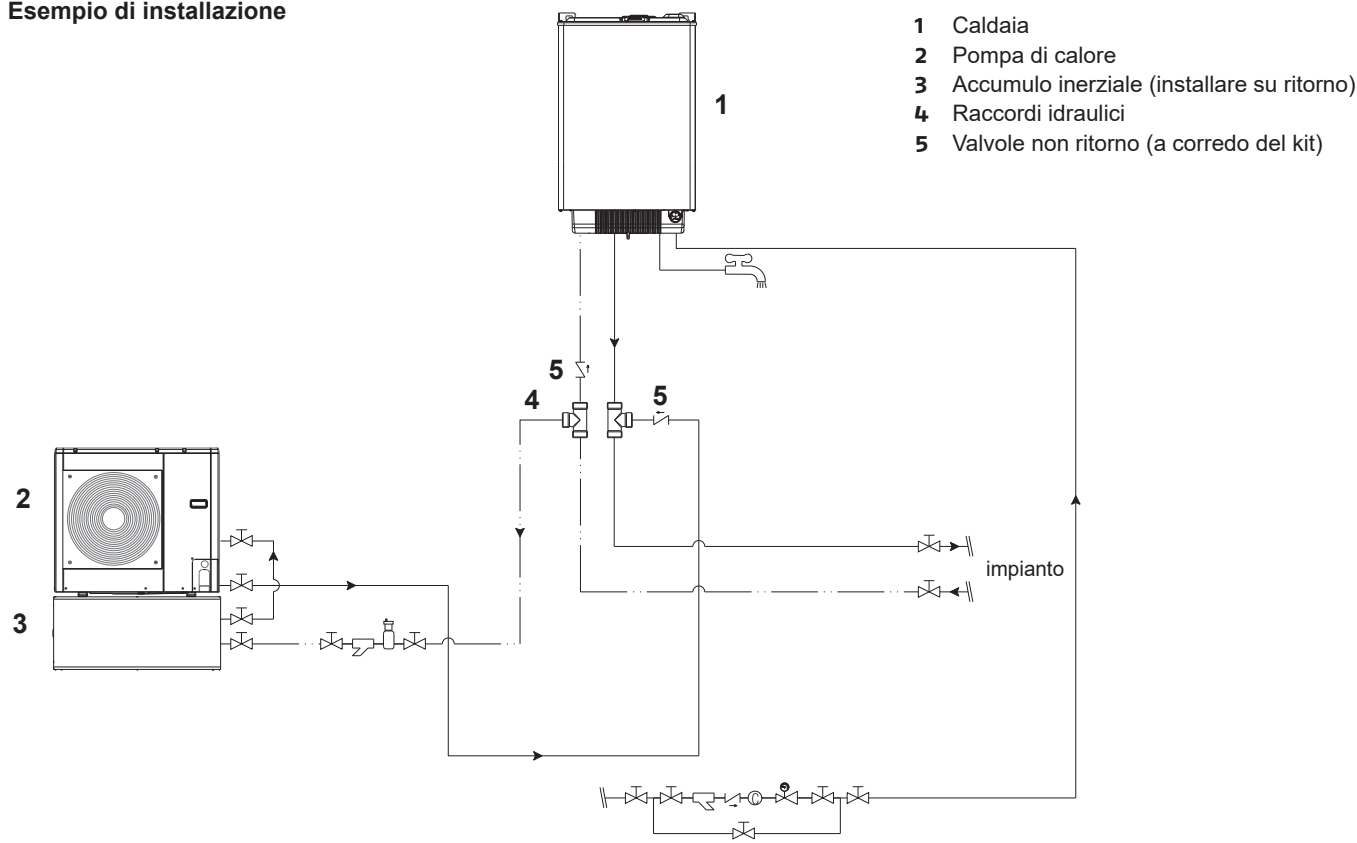 Esempio di installazione
1 Caldaia
2 Pompa di calore
3 Accumulo inerziale (installare su ritorno)
4 Raccordi idraulici
5 Valvole non ritorno (a corredo del kit)
1
5
4
5
2
impianto
3